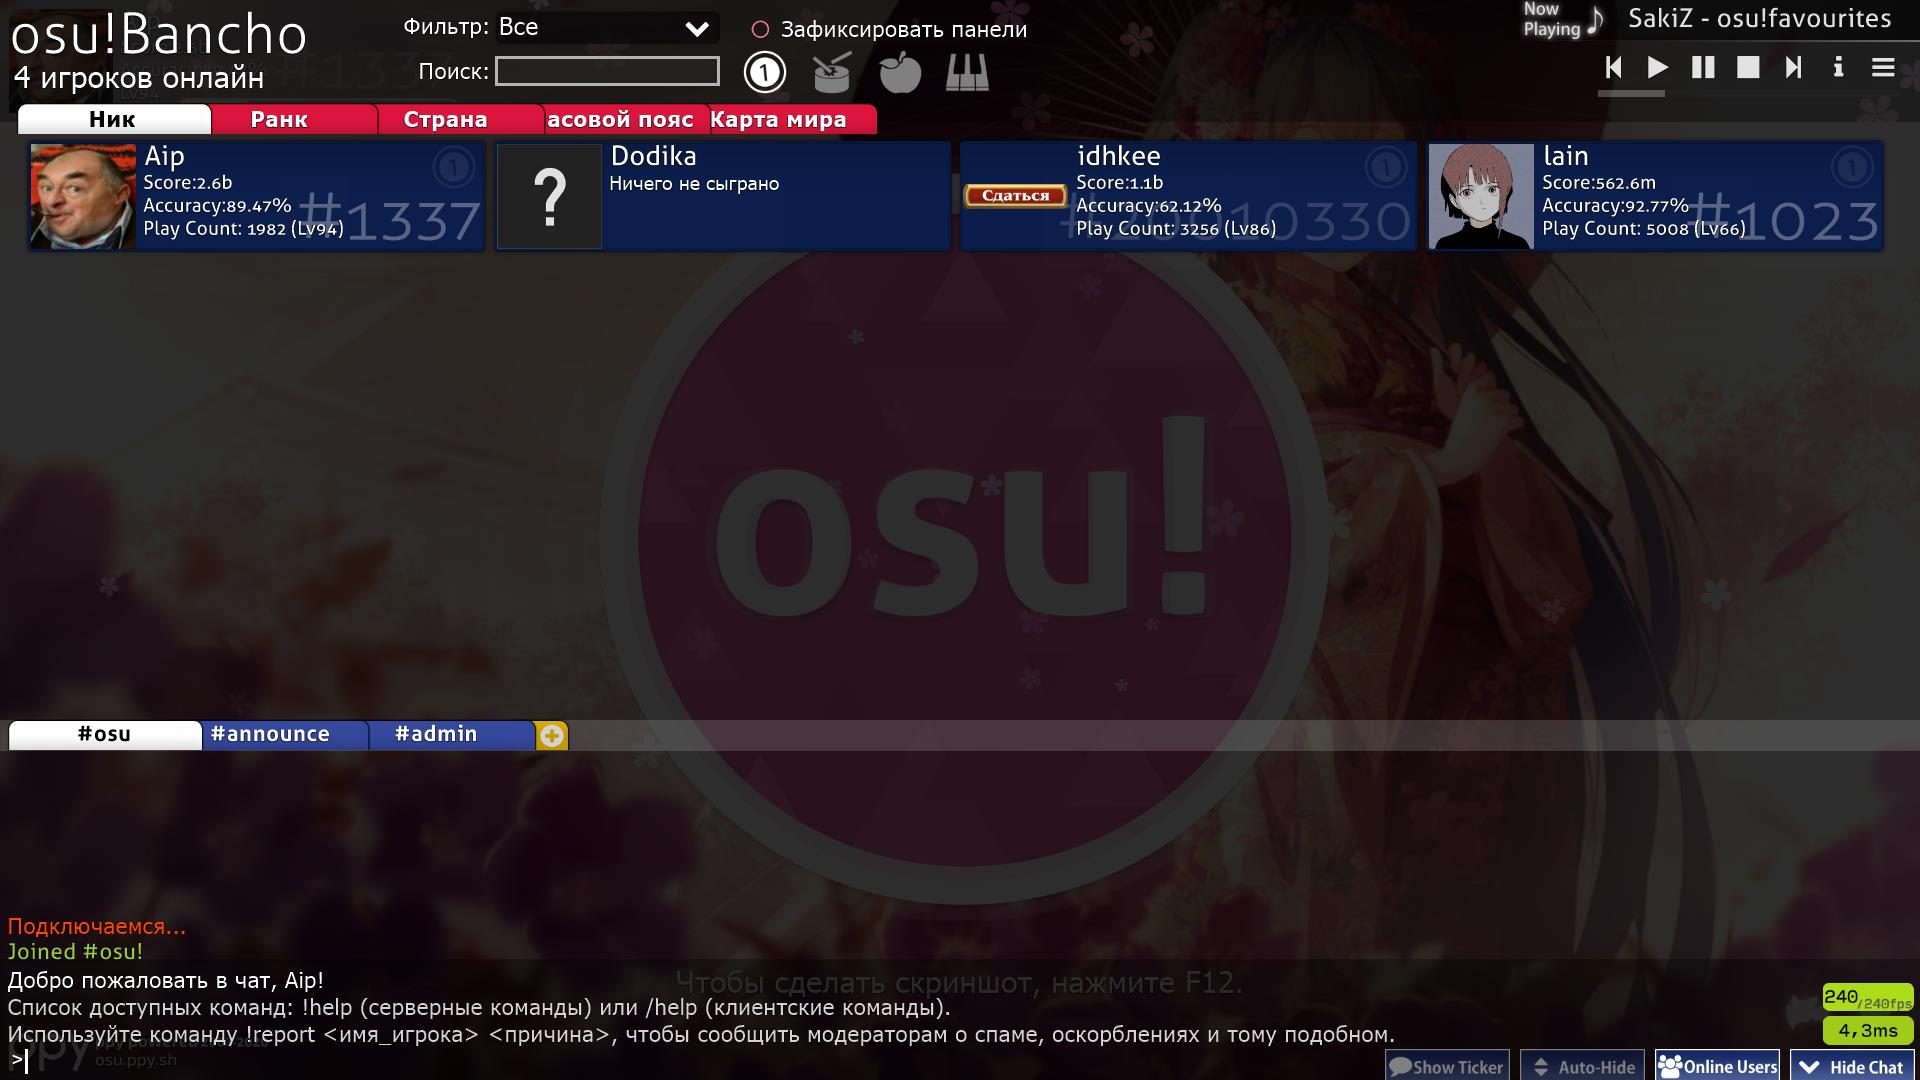 osu!Bancho
4 игроков онлайн
Фильтр: Все
Зафиксировать панели
Поиск:
Now
Playing
SakiZ - osu!favourites
Ник
Ранк
Страна
асовой пояс
Карта мира
Aip
Score:2.6b
Accuracy:89.47%
Play Count: 1982 (Lv94)
#1337
?
Dodika
Ничего не сыграно
Сдаться
idhkee
Score:1.1b
Accuracy:62.12%
Play Count: 3256 (Lv86)
lain
Score:562.6m
Accuracy:92.77%
Play Count: 5008 (Lv66)
#1023
osu!
#osu
#announce
#admin
Подключаемся...
Joined #osu!
Добро пожаловать в чат, Aip!
Чтобы сделать скриншот, нажмите F12.
Список доступных команд: !help (серверные команды) или /help (клиентские команды).
Используйте команду !report <имя_игрока> <причина>, чтобы сообщить модераторам о спаме, оскорблениях и тому подобном.
>
ppy
osu.ppy.sh
240/240fps
4,3ms
Show Ticker
Auto-Hide
Online Users
Hide Chat